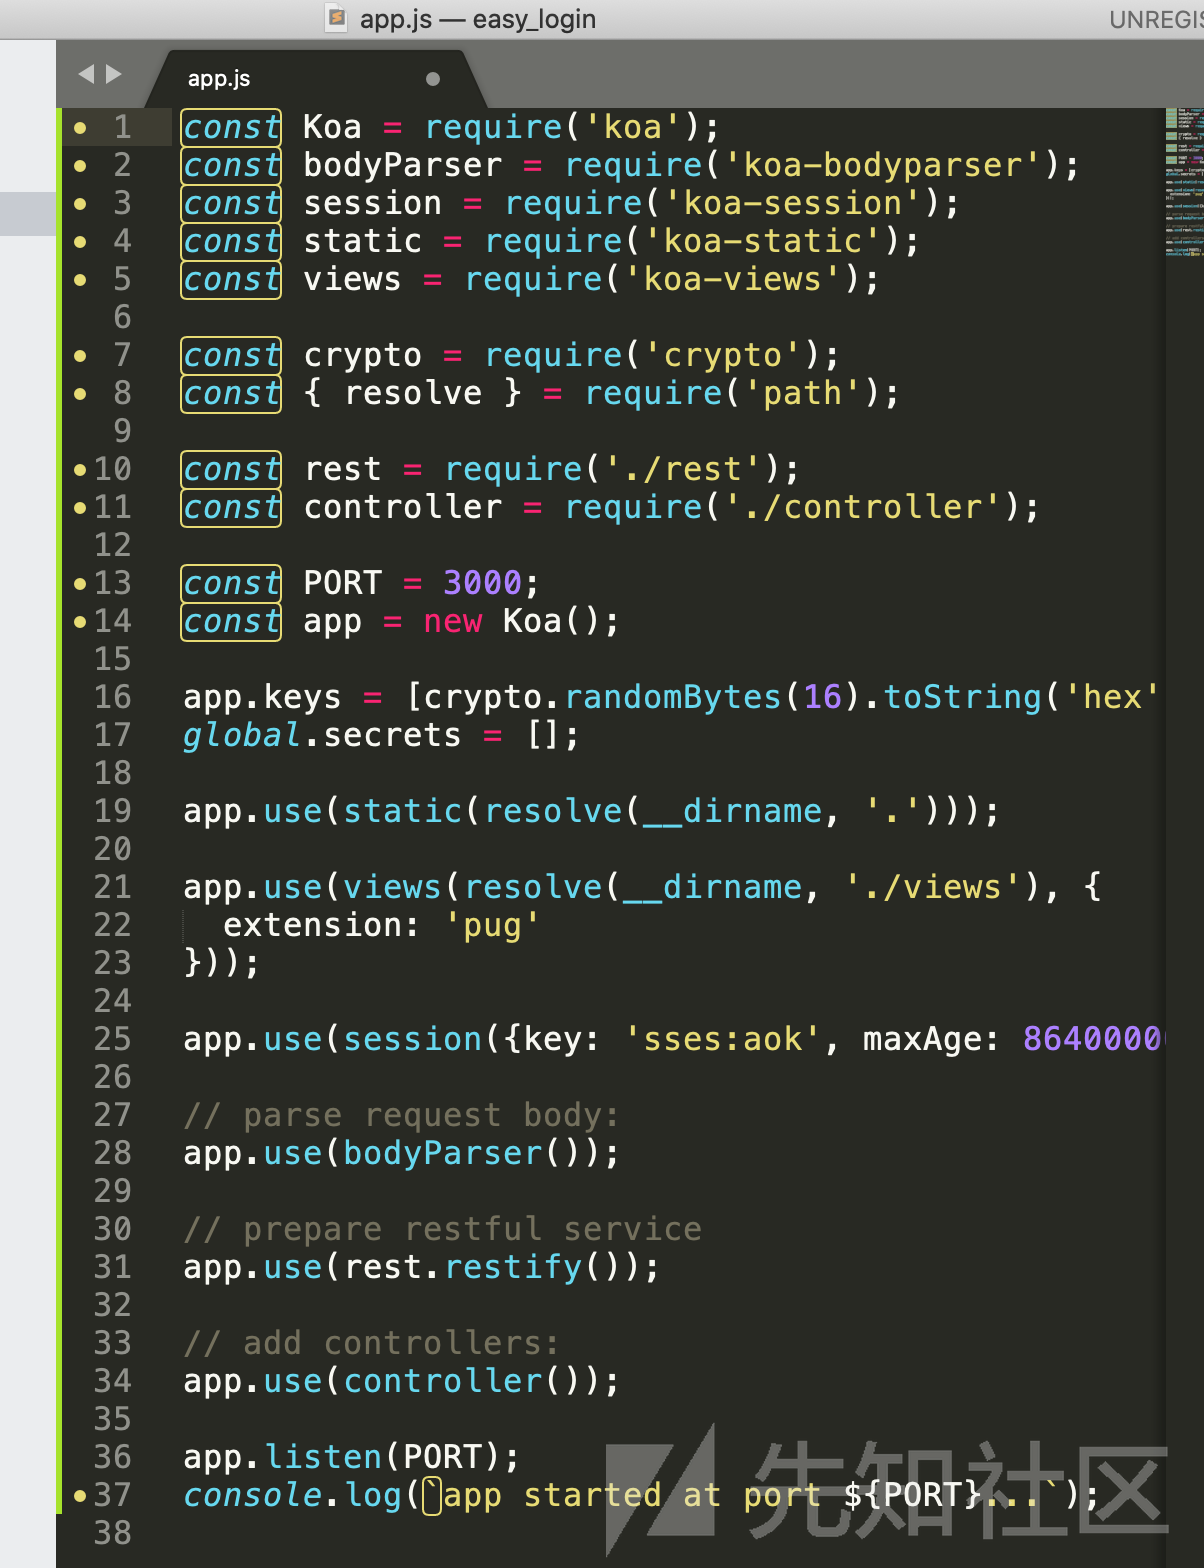 app.js — easy_login
UNREGIS
app.js
1 const Koa = require('koa');
2 const bodyParser = require('koa-bodyparser');
3 const session = require('koa-session');
4 const static = require('koa-static');
5 const views = require('koa-views');
6
7 const crypto = require('crypto');
8 const { resolve } = require('path');
9
10 const rest = require('./rest');
11 const controller = require('./controller');
12
13 const PORT = 3000;
14 const app = new Koa();
15
16 app.keys = [crypto.randomBytes(16).toString('hex'
17 global.secrets = [];
18
19 app.use(static(resolve(__dirname, '.')));
20
21 app.use(views(resolve(__dirname, './views'), {
22   extension: 'pug'
23 }));
24
25 app.use(session({key: 'sses:aok', maxAge: 86400000
26
27 // parse request body:
28 app.use(bodyParser());
29
30 // prepare restful service
31 app.use(rest.restify());
32
33 // add controllers:
34 app.use(controller());
35
36 app.listen(PORT);
37 console.log(`app started at port ${PORT}...`);
38
先知社区